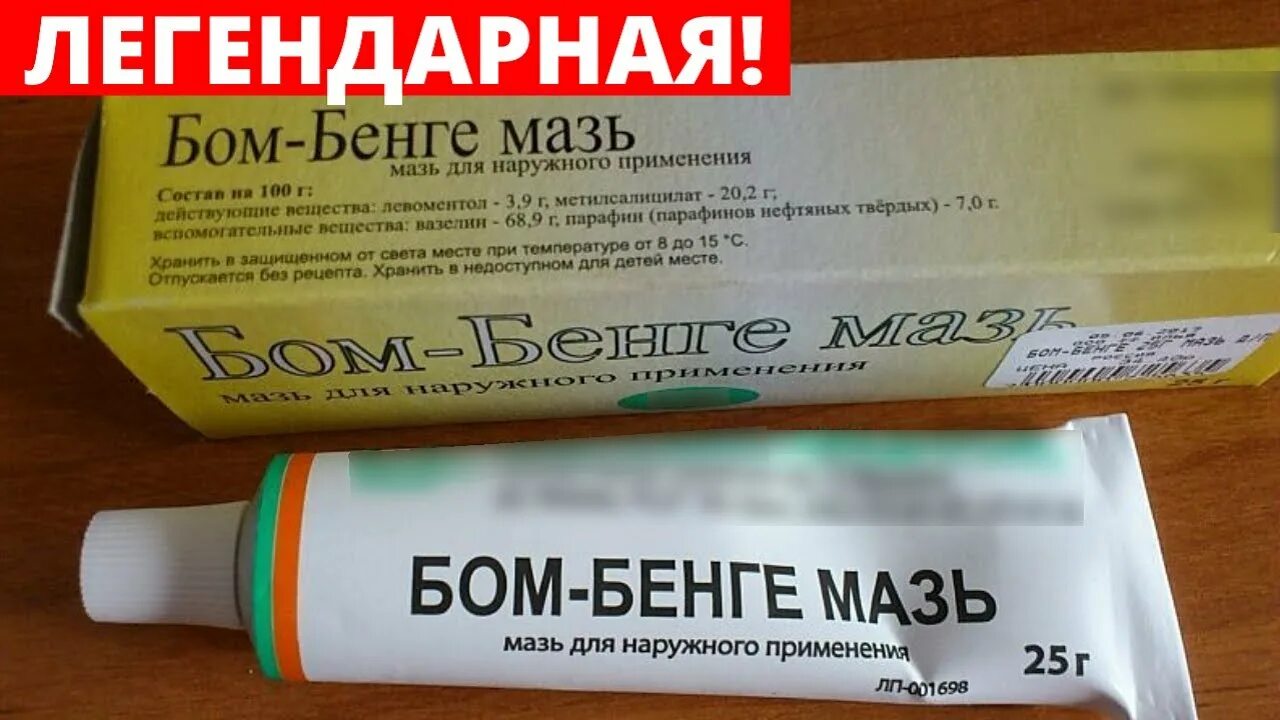 ЛЕГЕНДАРНАЯ!
Бом-Бенге мазь
мазь для наружного применения
Состав на 100 г:
действующие вещества: левоментол - 3,9 г, метилсалицилат - 20,2 г;
вспомогательные вещества: вазелин - 68,9 г, парафин (парафинов нефтяных твёрдых) - 7,0 г.
Хранить в защищенном от света месте при температуре от 8 до 15 °С.
Отпускается без рецепта. Хранить в недоступном для детей месте.
Бом-Бенге мазь
мазь для наружного применения
БОМ-БЕНГЕ 25Г МАЗЬ Д/П
РОССИЯ
ЦЕНА
25 г
БОМ-БЕНГЕ МАЗЬ
мазь для наружного применения
25 г
ЛП-001698